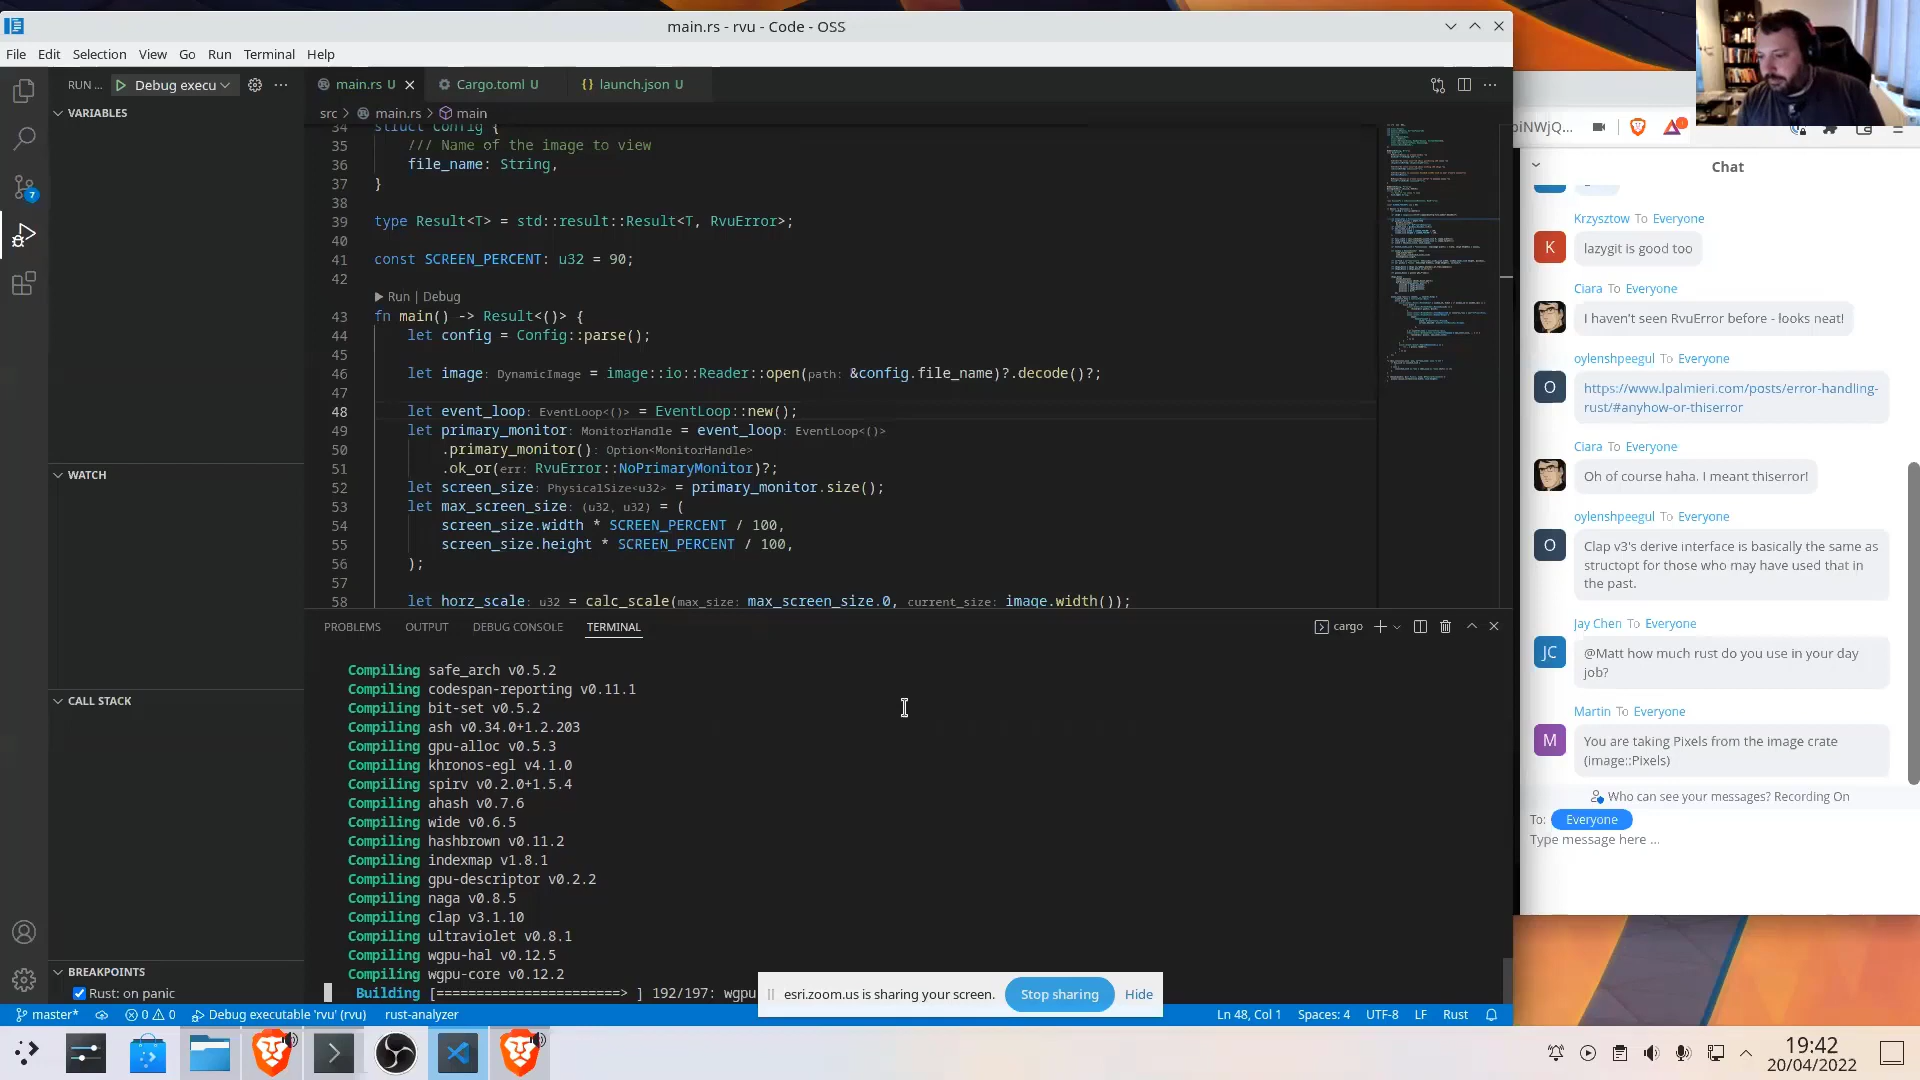 main.rs - rvu - Code - OSS
File Edit Selection View Go Run Terminal Help
RUN ... Debug execu
main.rs U
Cargo.toml U
launch.json U
src > main.rs > main
VARIABLES
WATCH
CALL STACK
BREAKPOINTS
Rust: on panic
34 struct Config {
35 /// Name of the image to view
36 file_name: String,
37 }
38
39 type Result<T> = std::result::Result<T, RvuError>;
40
41 const SCREEN_PERCENT: u32 = 90;
42
Run | Debug
43 fn main() -> Result<()> {
44 let config = Config::parse();
45
46 let image: DynamicImage = image::io::Reader::open(path: &config.file_name)?.decode()?;
47
48 let event_loop: EventLoop<()> = EventLoop::new();
49 let primary_monitor: MonitorHandle = event_loop: EventLoop<()>
50 .primary_monitor(): Option<MonitorHandle>
51 .ok_or(err: RvuError::NoPrimaryMonitor)?;
52 let screen_size: PhysicalSize<u32> = primary_monitor.size();
53 let max_screen_size: (u32, u32) = (
54 screen_size.width * SCREEN_PERCENT / 100,
55 screen_size.height * SCREEN_PERCENT / 100,
56 );
57
58 let horz_scale: u32 = calc_scale(max_size: max_screen_size.0, current_size: image.width());
PROBLEMS OUTPUT DEBUG CONSOLE TERMINAL
cargo
Compiling safe_arch v0.5.2
Compiling codespan-reporting v0.11.1
Compiling bit-set v0.5.2
Compiling ash v0.34.0+1.2.203
Compiling gpu-alloc v0.5.3
Compiling khronos-egl v4.1.0
Compiling spirv v0.2.0+1.5.4
Compiling ahash v0.7.6
Compiling wide v0.6.5
Compiling hashbrown v0.11.2
Compiling indexmap v1.8.1
Compiling gpu-descriptor v0.2.2
Compiling naga v0.8.5
Compiling clap v3.1.10
Compiling ultraviolet v0.8.1
Compiling wgpu-hal v0.12.5
Compiling wgpu-core v0.12.2
Building [=======================> ] 192/197: wgpu
esri.zoom.us is sharing your screen. Stop sharing Hide
master* 0 0 Debug executable 'rvu' (rvu) rust-analyzer
Ln 48, Col 1 Spaces: 4 UTF-8 LF Rust
piNWjQ...
Chat
Krzysztow To Everyone
K
lazygit is good too
Ciara To Everyone
I haven't seen RvuError before - looks neat!
oylenshpeegul To Everyone
O
https://www.lpalmieri.com/posts/error-handling-
rust/#anyhow-or-thiserror
Ciara To Everyone
Oh of course haha. I meant thiserror!
oylenshpeegul To Everyone
O
Clap v3's derive interface is basically the same as
structopt for those who may have used that in
the past.
Jay Chen To Everyone
JC
@Matt how much rust do you use in your day
job?
Martin To Everyone
M
You are taking Pixels from the image crate
(image::Pixels)
Who can see your messages? Recording On
To: Everyone
Type message here ...
7
19:42
20/04/2022